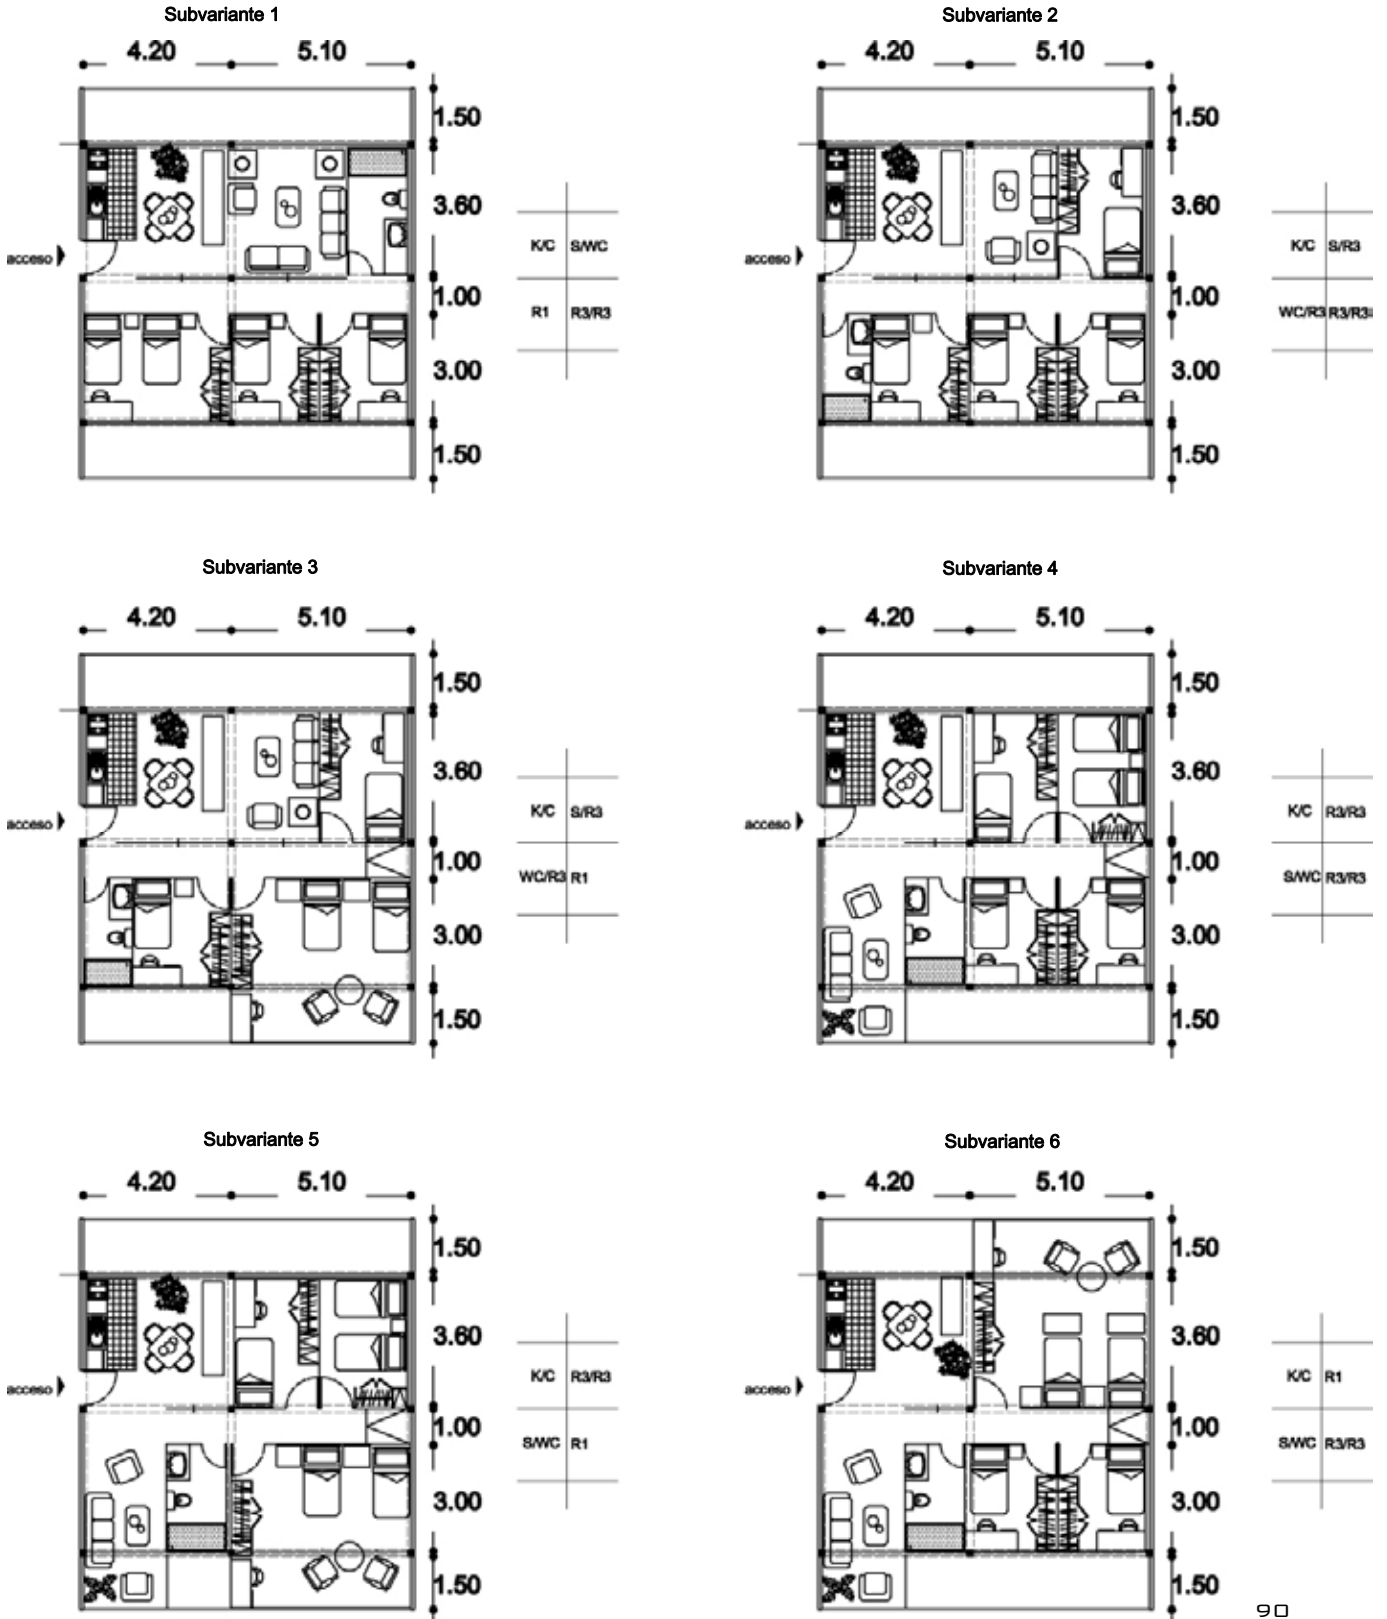 Subvariante 1
4.20 5.10
1.50
3.60
acceso
1.00
3.00
1.50
K/C S/WC
R1 R3/R3
Subvariante 2
4.20 5.10
1.50
3.60
acceso
1.00
3.00
1.50
K/C S/R3
WC/R3 R3/R3
Subvariante 3
4.20 5.10
1.50
3.60
acceso
1.00
3.00
1.50
K/C S/R3
WC/R3 R1
Subvariante 4
4.20 5.10
1.50
3.60
acceso
1.00
3.00
1.50
K/C R3/R3
S/WC R3/R3
Subvariante 5
4.20 5.10
1.50
3.60
acceso
1.00
3.00
1.50
K/C R3/R3
S/WC R1
Subvariante 6
4.20 5.10
1.50
3.60
acceso
1.00
3.00
1.50
K/C R1
S/WC R3/R3
90